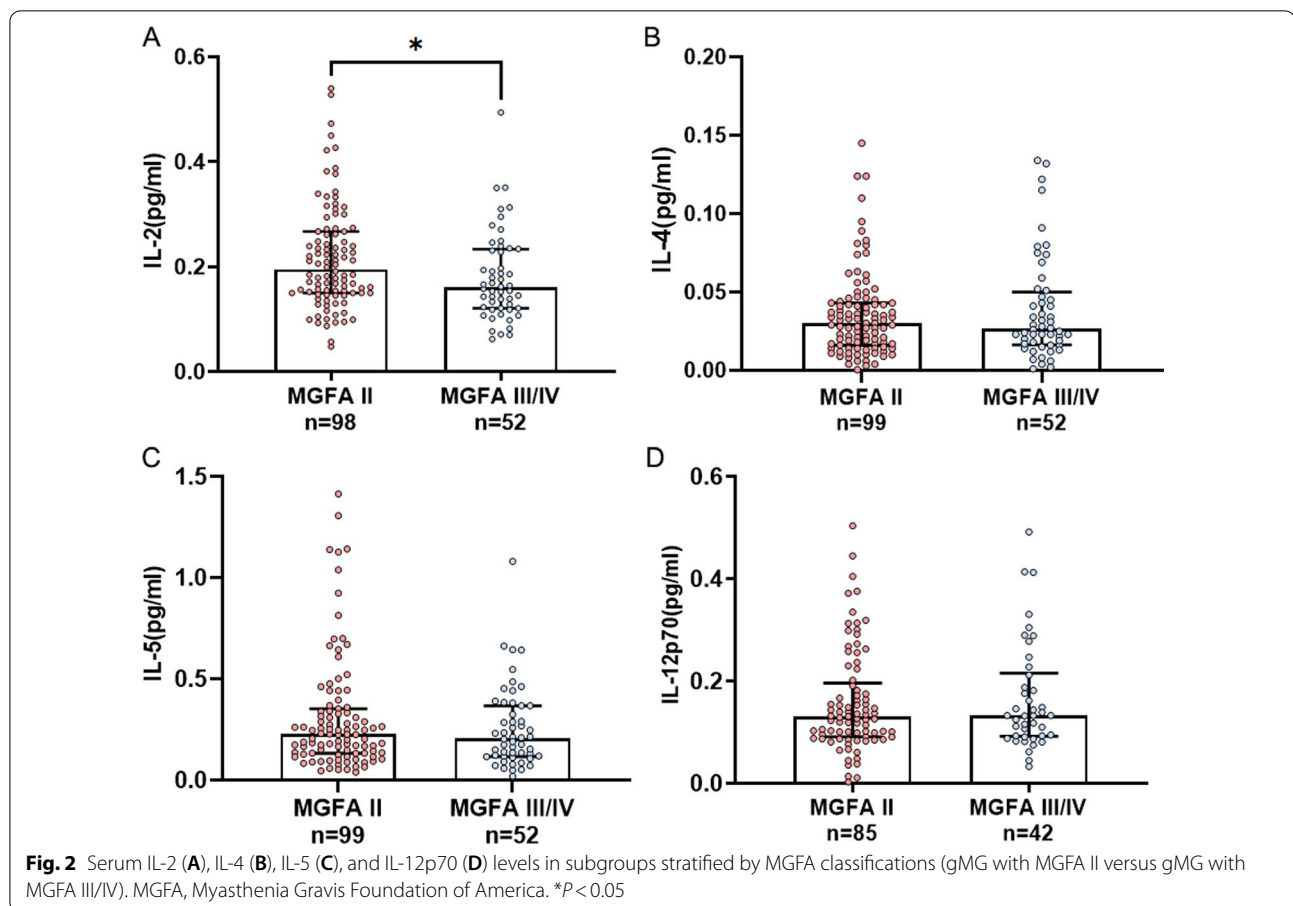 A
B
*
0.6
0.4
0.2
0.0
IL-2(pg/ml)
MGFA II
n=98
MGFA III/IV
n=52
0.20
0.15
0.10
0.05
0.00
IL-4(pg/ml)
MGFA II
n=99
MGFA III/IV
n=52
C
D
1.5
1.0
0.5
0.0
IL-5(pg/ml)
MGFA II
n=99
MGFA III/IV
n=52
0.6
0.4
0.2
0.0
IL-12p70(pg/ml)
MGFA II
n=85
MGFA III/IV
n=42
Fig. 2 Serum IL-2 (A), IL-4 (B), IL-5 (C), and IL-12p70 (D) levels in subgroups stratified by MGFA classifications (gMG with MGFA II versus gMG with
MGFA III/IV). MGFA, Myasthenia Gravis Foundation of America. *P < 0.05